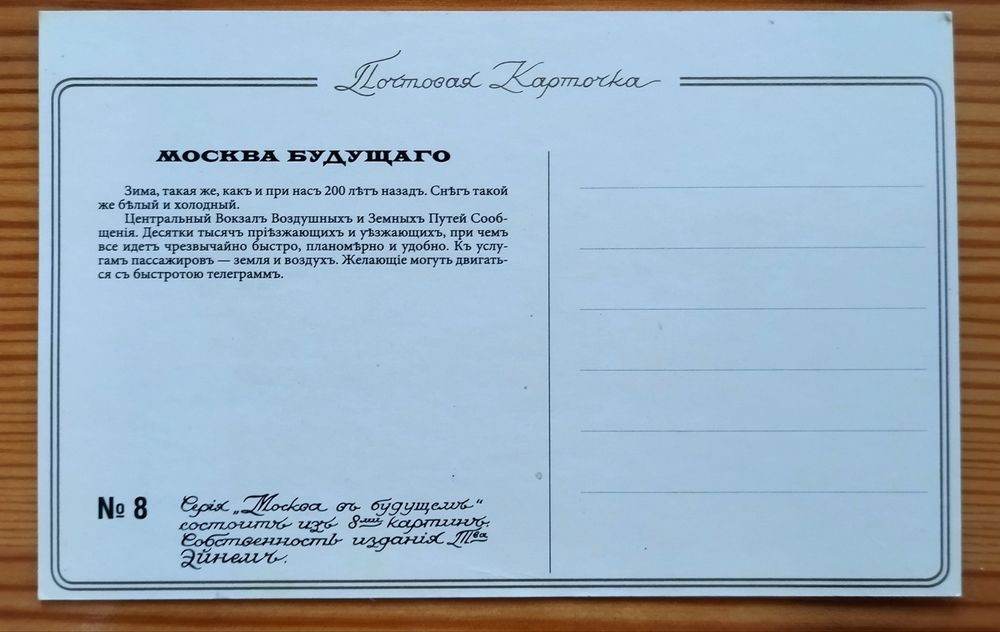 Почтовая Карточка
МОСКВА БУДУЩАГО
Зима, такая же, какъ и при насъ 200 лѣтъ назадъ. Снѣгъ такой
же бѣлый и холодный.
Центральный Вокзалъ Воздушныхъ и Земныхъ Путей Сооб-
щенія. Десятки тысячъ пріѣзжающихъ и уѣзжающихъ, при чемъ
все идетъ чрезвычайно быстро, планомѣрно и удобно. Къ услу-
гамъ пассажировъ — земля и воздухъ. Желающіе могутъ двигать-
ся съ быстротою телеграммъ.
№ 8
Серія „Москва въ будущемъ“
состоитъ изъ 8ми картинъ.
Собственность изданія Тва
Эйнемъ.